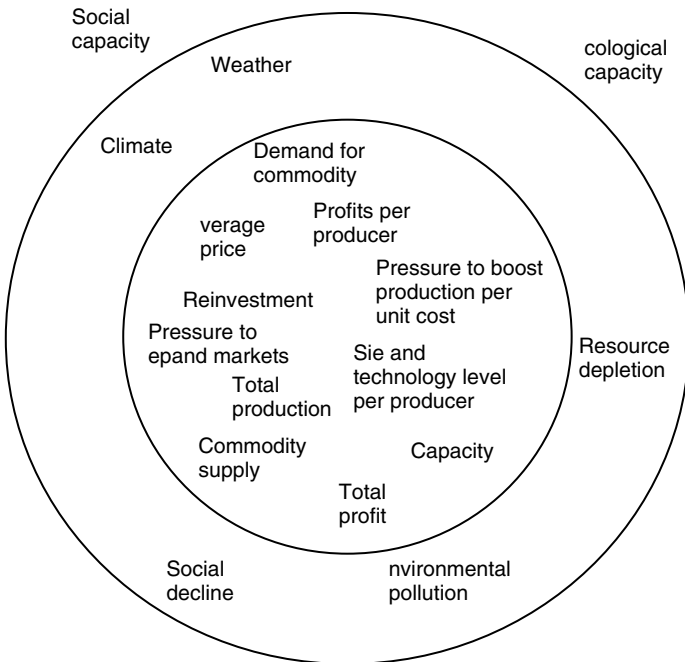 Social
capacity
cological
capacity
Weather
Climate
Demand for
commodity
verage
price
Profits per
producer
Pressure to boost
production per
unit cost
Reinvestment
Pressure to
epand markets
Sie and
technology level
per producer
Resource
depletion
Total
production
Commodity
supply
Capacity
Total
profit
Social
decline
nvironmental
pollution